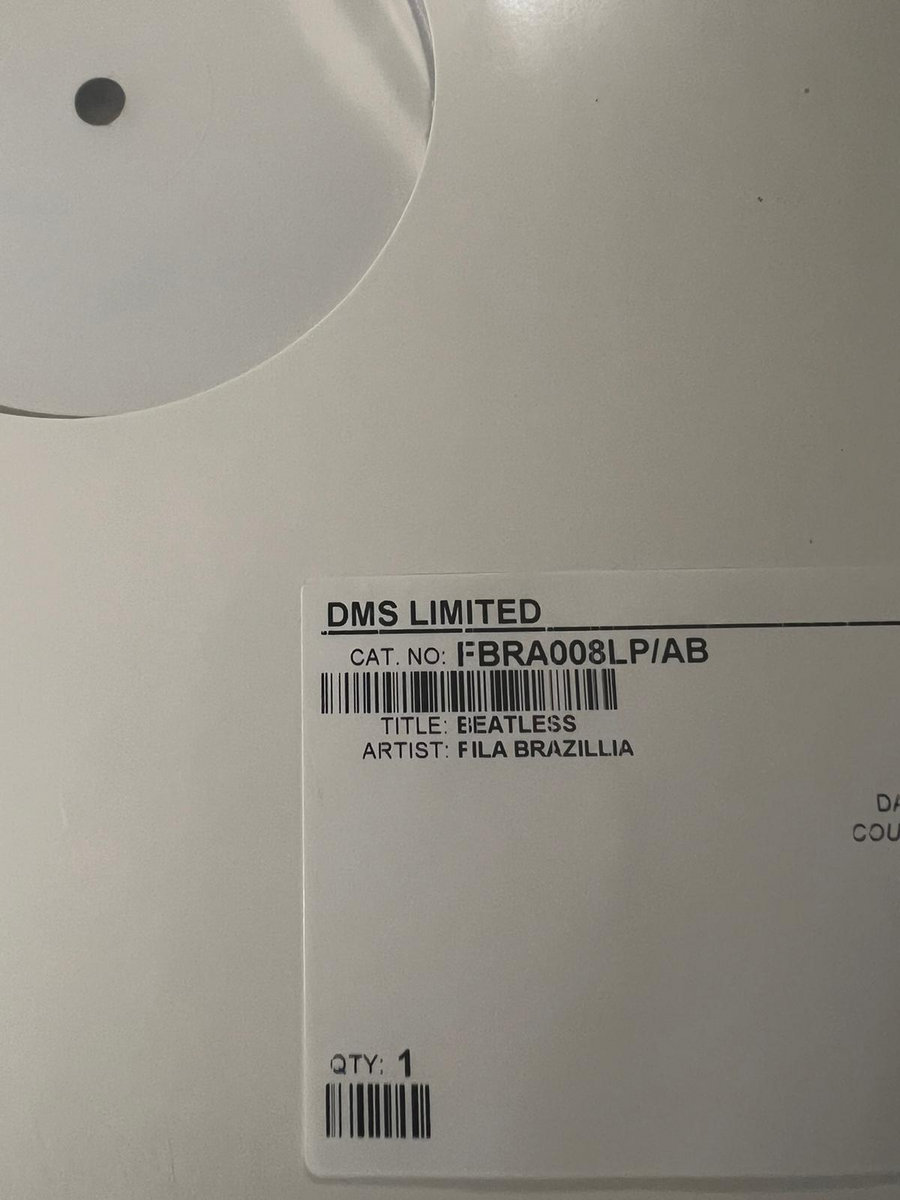 DMS LIMITED
CAT. NO: FBRA008LP/AB
TITLE: BEATLESS
ARTIST: FILA BRAZILLIA
DA
COU
QTY: 1